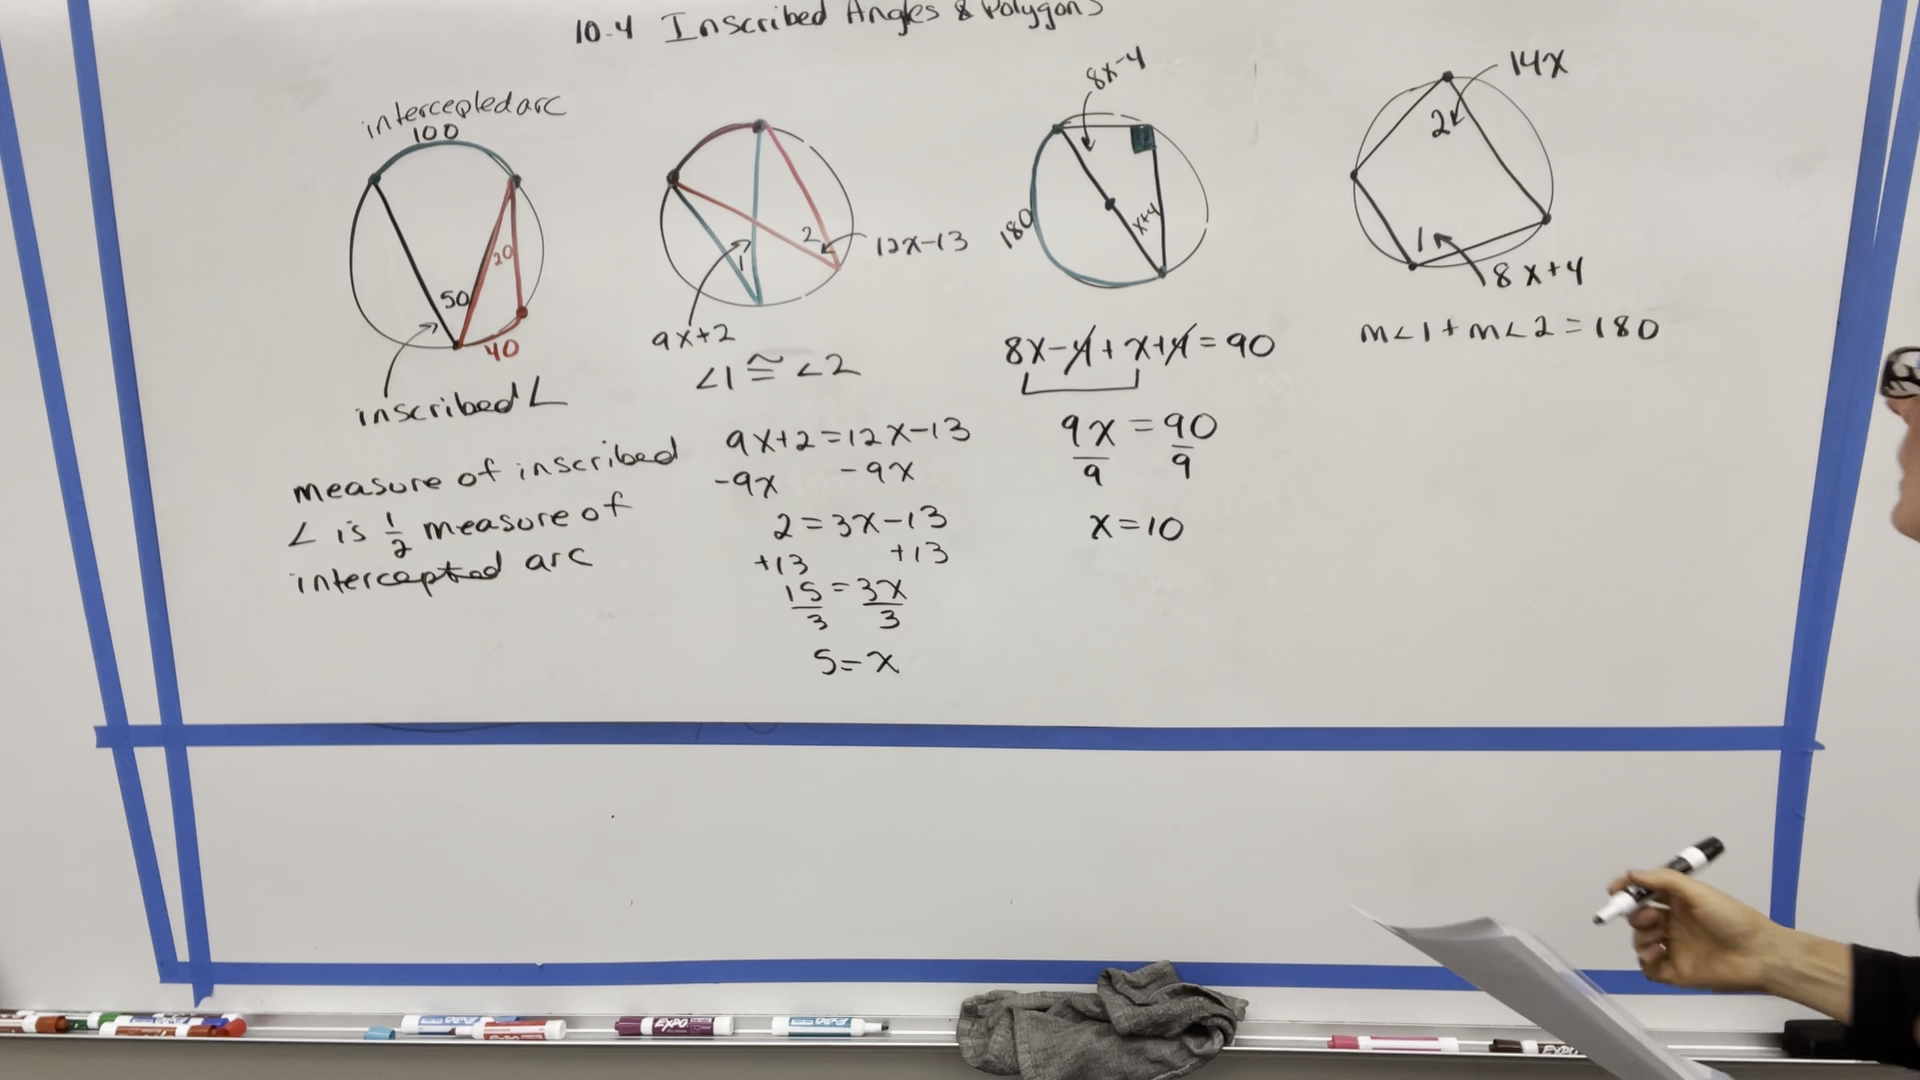 10.4 Inscribed Angles & Polygons
intercepted arc
100
50
20
40
inscribed ∠
measure of inscribed
∠ is 1/2 measure of
intercepted arc
1
2
12x-13
9x+2
∠1 ≅ ∠2
9x+2=12x-13
-9x -9x
2=3x-13
+13 +13
15=3x
3 3
5=x
8x-4
x+4
180
8x-4+x+4=90
9x=90
9 9
x=10
14x
2
1
8x+4
m∠1+m∠2=180
EXPO
EXPO